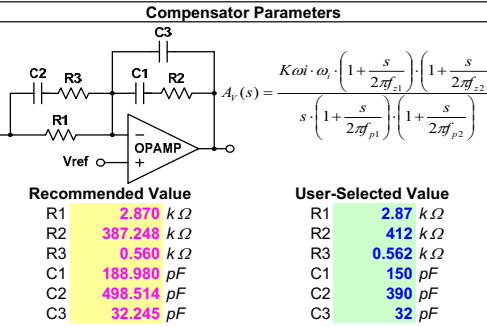 Compensator Parameters
C3
C2 R3 C1 R2
R1
Vref OPAMP − +
A_V(s) = Kωi · ω_i · (1 + s/2πf_z1) · (1 + s/2πf_z2) / s · (1 + s/2πf_p1) · (1 + s/2πf_p2)
Recommended Value User-Selected Value
R1 2.870 kΩ R1 2.87 kΩ
R2 387.248 kΩ R2 412 kΩ
R3 0.560 kΩ R3 0.562 kΩ
C1 188.980 pF C1 150 pF
C2 498.514 pF C2 390 pF
C3 32.245 pF C3 32 pF